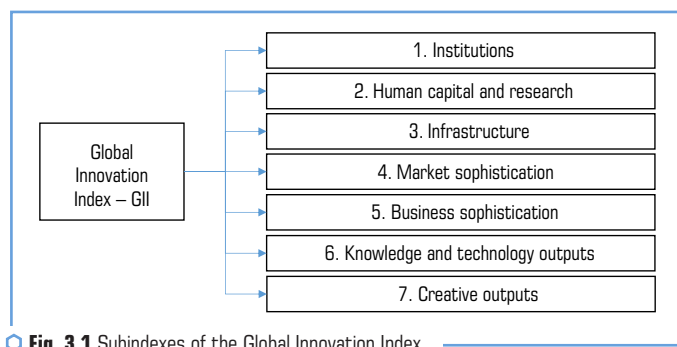 1. Institutions
2. Human capital and research
3. Infrastructure
Global
Innovation
Index – GII
4. Market sophistication
5. Business sophistication
6. Knowledge and technology outputs
7. Creative outputs
Fig. 3.1 Subindexes of the Global Innovation Index